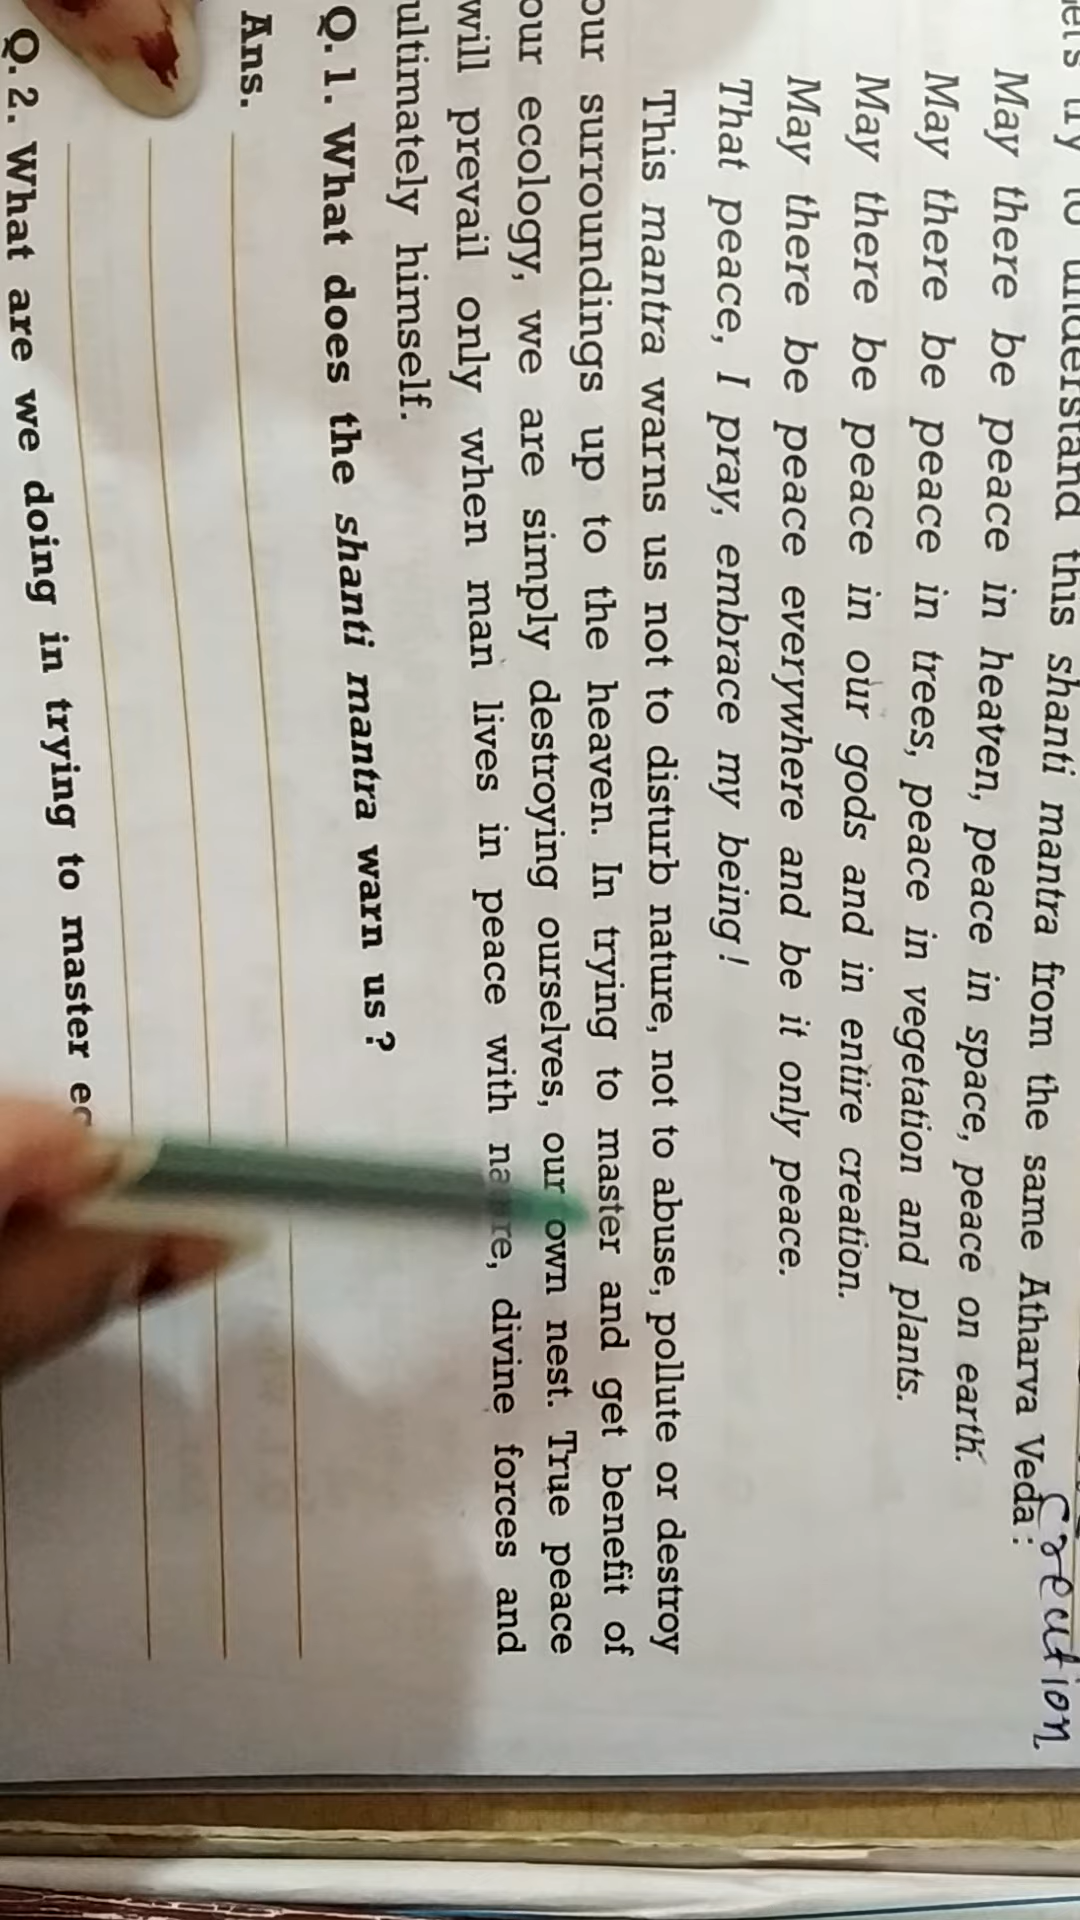 let's try to understand this shanti mantra from the same Atharva Veda :
Creation
May there be peace in heaven, peace in space, peace on earth.
May there be peace in trees, peace in vegetation and plants.
May there be peace in our gods and in entire creation.
May there be peace everywhere and be it only peace.
That peace, I pray, embrace my being!
This mantra warns us not to disturb nature, not to abuse, pollute or destroy
our surroundings up to the heaven. In trying to master and get benefit of
our ecology, we are simply destroying ourselves, our own nest. True peace
will prevail only when man lives in peace with nature, divine forces and
ultimately himself.
Q. 1. What does the shanti mantra warn us ?
Ans.
Q. 2. What are we doing in trying to master